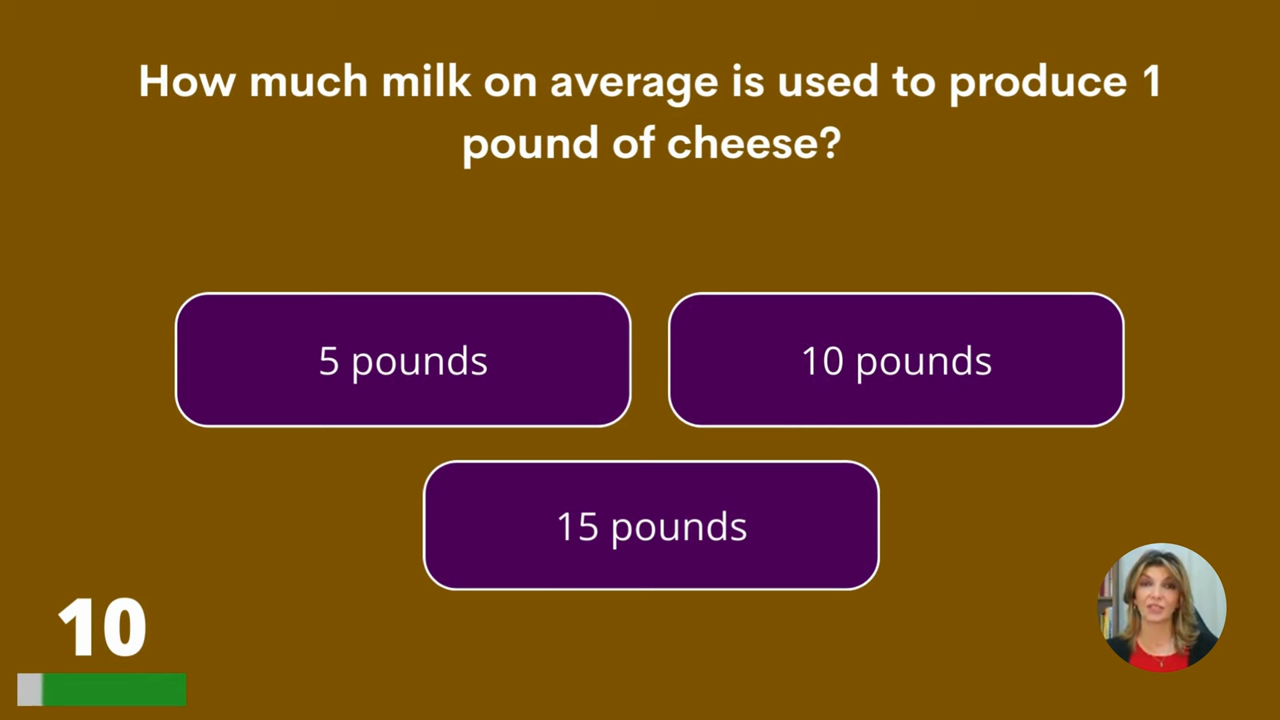 How much milk on average is used to produce 1
pound of cheese?
5 pounds
10 pounds
15 pounds
10